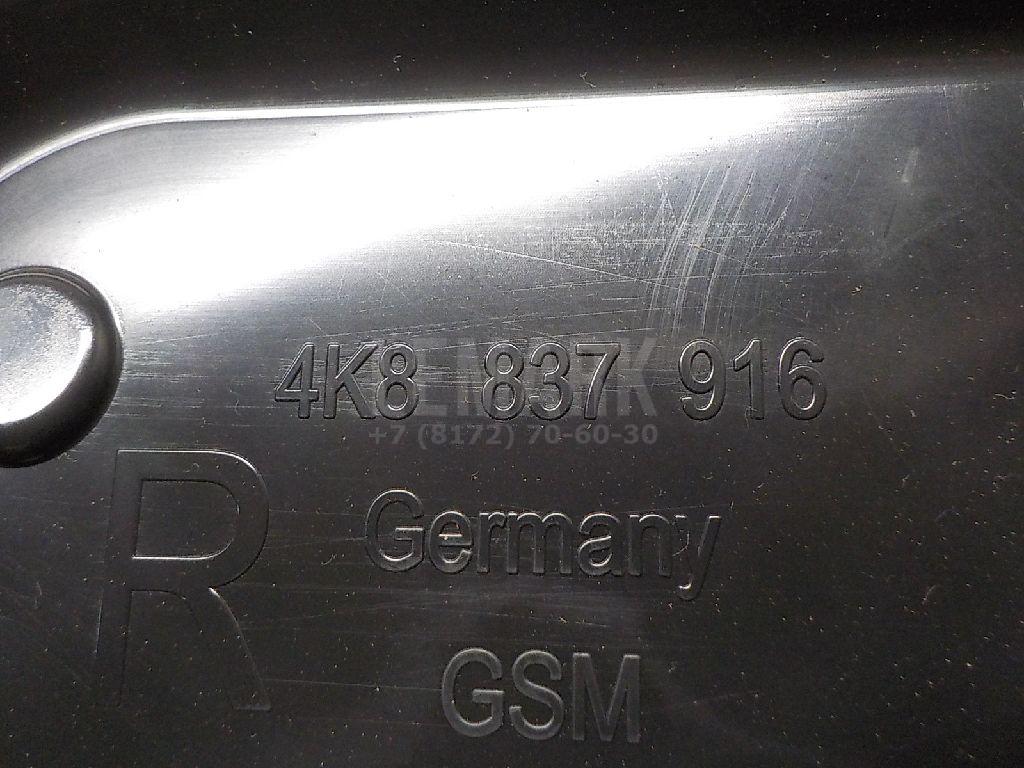 4K8 837 916
+7 (8172) 70-60-30
R
Germany
GSM